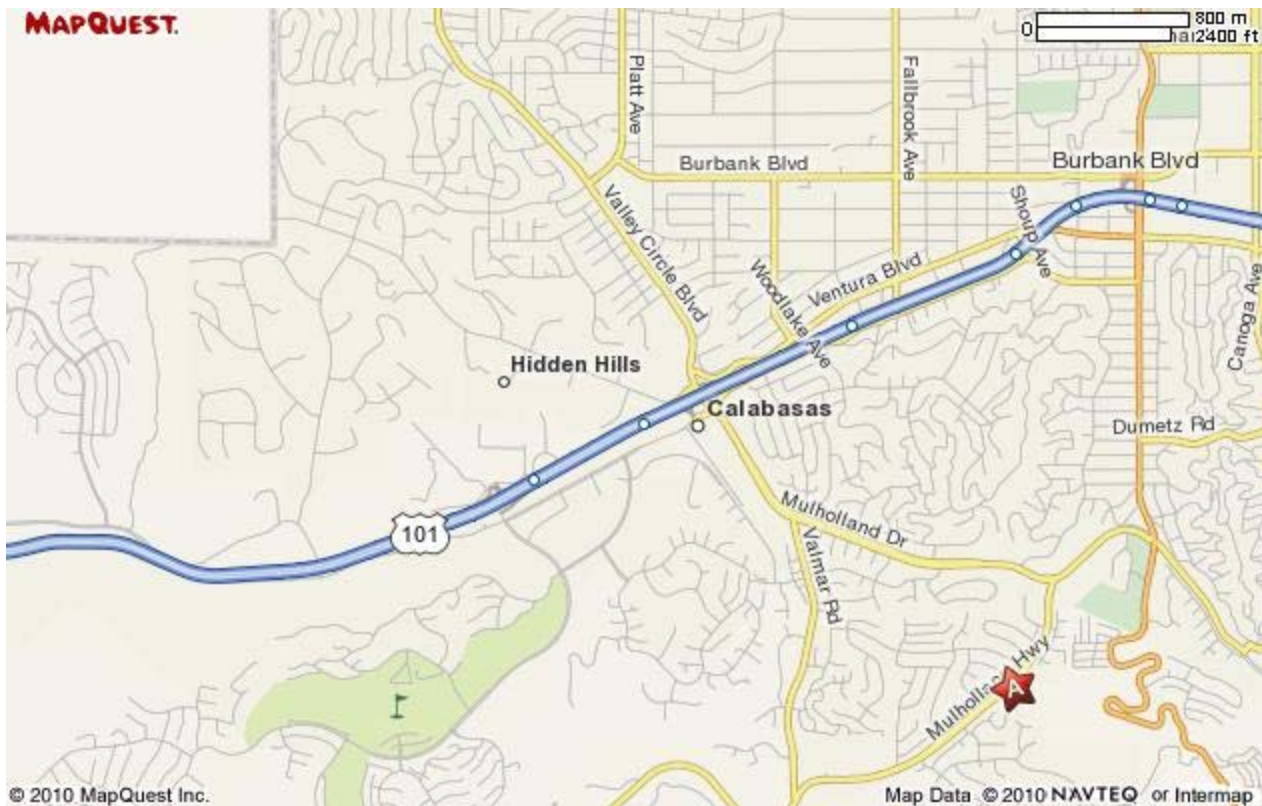 MAPQUEST.
0
800 m
2400 ft
Platt Ave
Fallbrook Ave
Burbank Blvd
Burbank Blvd
Shoup Ave
Valley Circle Blvd
Woodlake Ave
Ventura Blvd
Canoga Ave
Hidden Hills
Calabasas
Dumetz Rd
101
Mulholland Dr
Valmar Rd
Hwy
A
© 2010 MapQuest Inc.
Map Data © 2010 NAVTEQ or Intermap